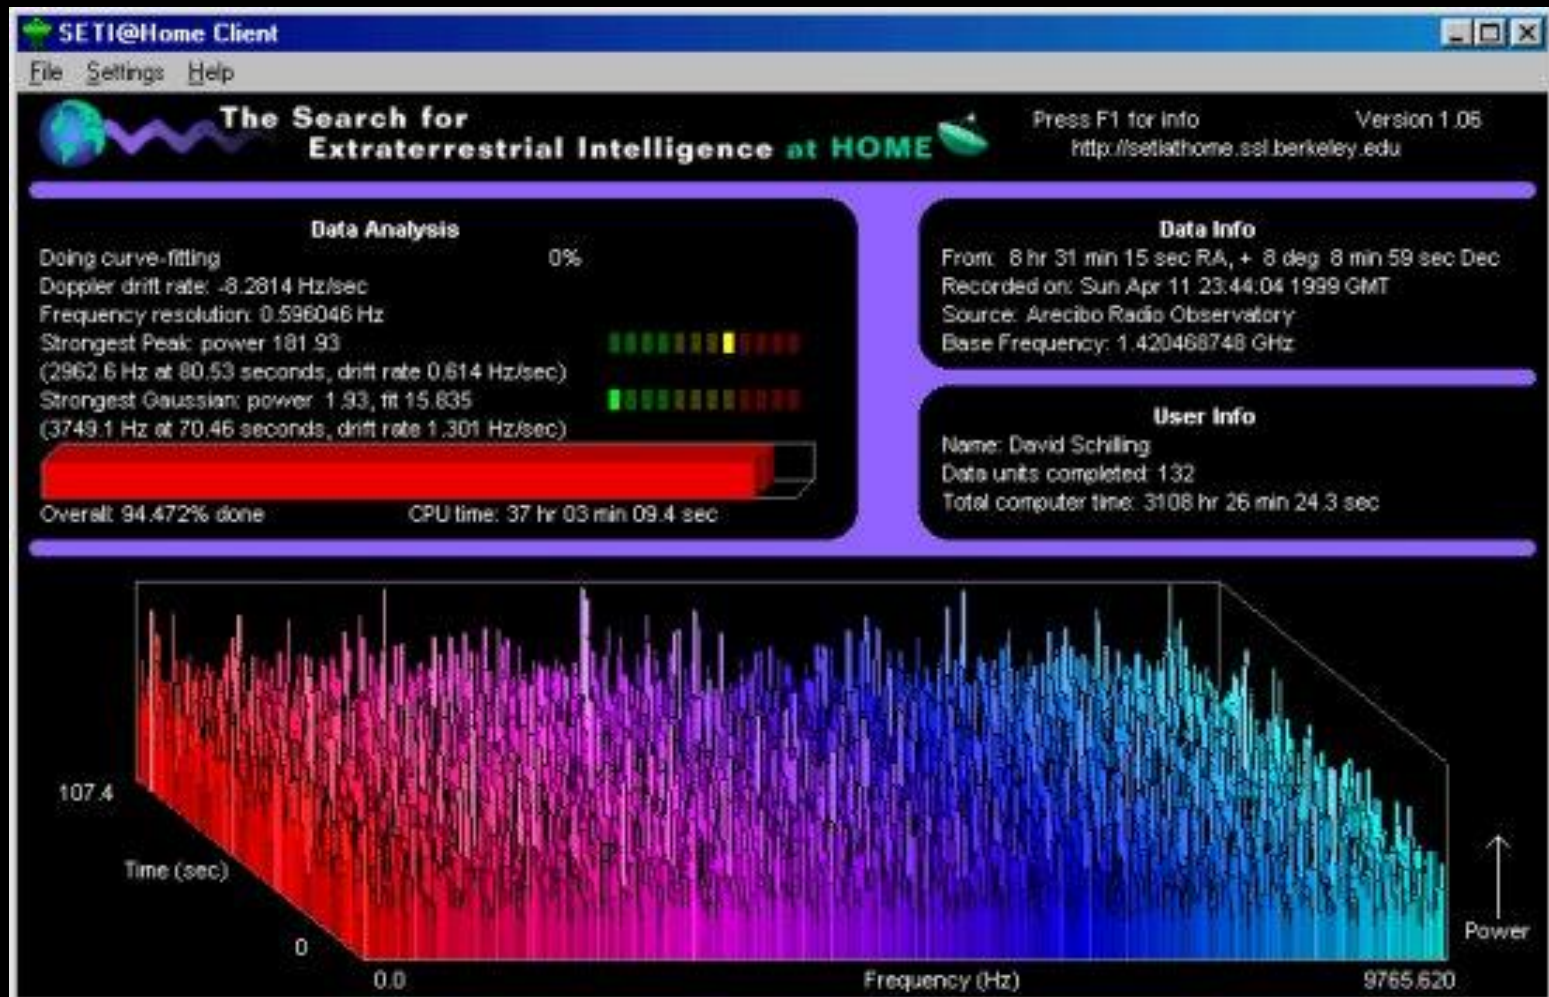 SETI@Home Client
File Settings Help
The Search for
Extraterrestrial Intelligence at HOME
Press F1 for info Version 1.06
http://setiathome.ssl.berkeley.edu
Data Analysis
Doing curve-fitting 0%
Doppler drift rate: -8.2814 Hz/sec
Frequency resolution: 0.596046 Hz
Strongest Peak: power 181.93
(2962.6 Hz at 80.53 seconds, drift rate 0.614 Hz/sec)
Strongest Gaussian: power 1.93, fit 15.835
(3749.1 Hz at 70.46 seconds, drift rate 1.301 Hz/sec)
Overall: 94.472% done CPU time: 37 hr 03 min 09.4 sec
Data Info
From: 8 hr 31 min 15 sec RA, + 8 deg 8 min 59 sec Dec
Recorded on: Sun Apr 11 23:44:04 1999 GMT
Source: Arecibo Radio Observatory
Base Frequency: 1.420468748 GHz
User Info
Name: David Schilling
Data units completed: 132
Total computer time: 3108 hr 26 min 24.3 sec
107.4
Time (sec)
0
0.0
Frequency (Hz)
9765.620
Power